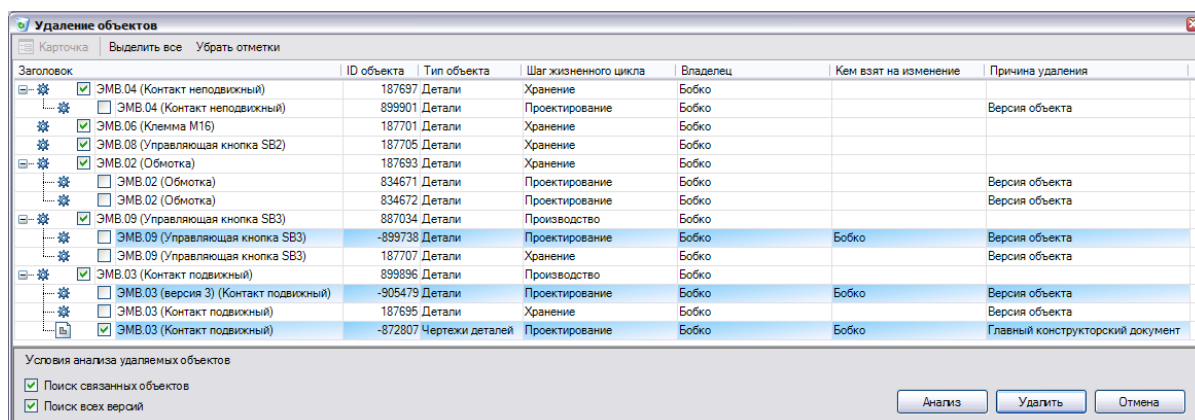 Удаление объектов
Карточка Выделить все Убрать отметки
Заголовок ID объекта Тип объекта Шаг жизненного цикла Владелец Кем взят на изменение Причина удаления
ЭМВ.04 (Контакт неподвижный) 187697 Детали Хранение Бобко
ЭМВ.04 (Контакт неподвижный) 899901 Детали Проектирование Бобко Версия объекта
ЭМВ.06 (Клемма М16) 187701 Детали Хранение Бобко
ЭМВ.08 (Управляющая кнопка SB2) 187705 Детали Хранение Бобко
ЭМВ.02 (Обмотка) 187693 Детали Хранение Бобко
ЭМВ.02 (Обмотка) 834671 Детали Проектирование Бобко Версия объекта
ЭМВ.02 (Обмотка) 834672 Детали Проектирование Бобко Версия объекта
ЭМВ.09 (Управляющая кнопка SB3) 887034 Детали Производство Бобко
ЭМВ.09 (Управляющая кнопка SB3) -899738 Детали Проектирование Бобко Бобко Версия объекта
ЭМВ.09 (Управляющая кнопка SB3) 187707 Детали Хранение Бобко Версия объекта
ЭМВ.03 (Контакт подвижный) 899896 Детали Производство Бобко
ЭМВ.03 (версия 3) (Контакт подвижный) -905479 Детали Проектирование Бобко Бобко Версия объекта
ЭМВ.03 (Контакт подвижный) 187695 Детали Хранение Бобко Версия объекта
ЭМВ.03 (Контакт подвижный) -872807 Чертежи деталей Проектирование Бобко Бобко Главный конструкторский документ
Условия анализа удаляемых объектов
Поиск связанных объектов
Поиск всех версий
Анализ Удалить Отмена